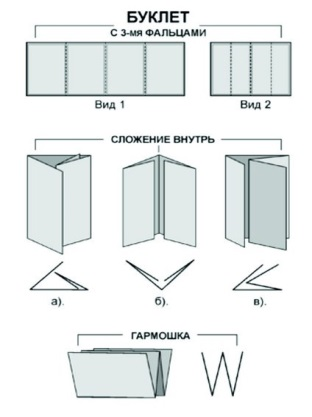 БУКЛЕТ
С 3-мя ФАЛЬЦАМИ
Вид 1
Вид 2
СЛОЖЕНИЕ ВНУТРЬ
а).
б).
в).
ГАРМОШКА